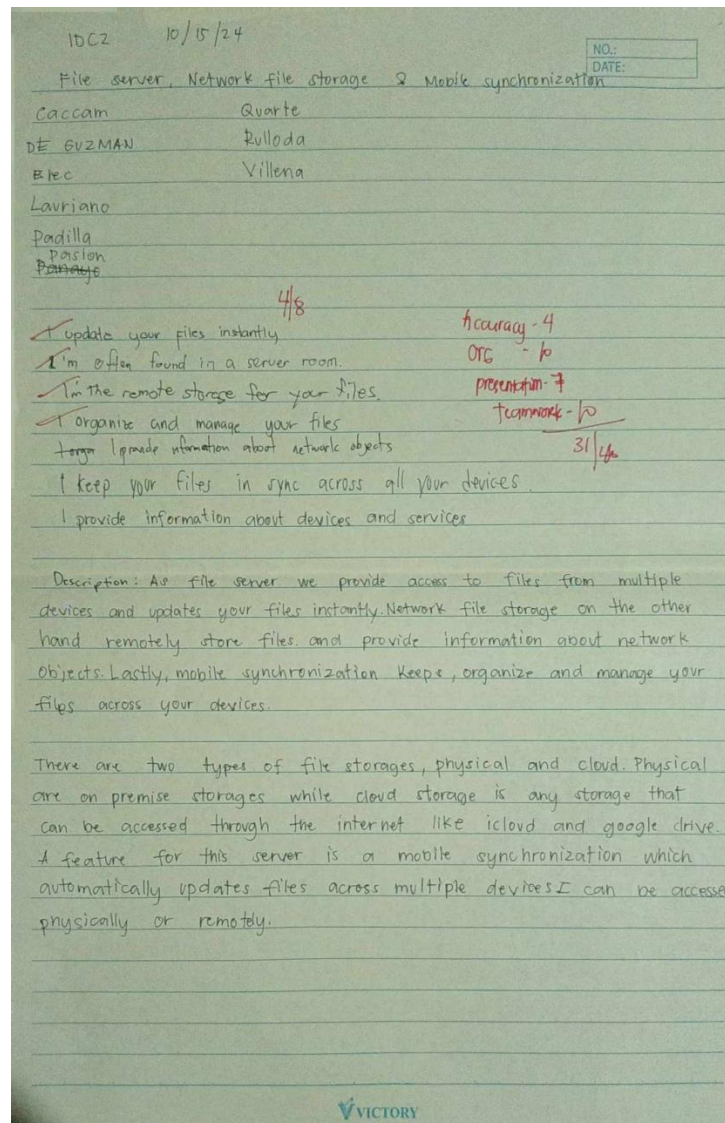 IDC2 10/15/24
NO.:
DATE:
File server, Network file storage & Mobile synchronization
Caccam Quarte
DE GUZMAN Rulloda
Blec Villena
Lauriano
Padilla
Paslon
4/8
I update your files instantly
Accuracy - 4
I'm often found in a server room.
ORG - 10
I'm the remote storage for your files.
presentation - 7
I organize and manage your files
teamwork - 10
I provide information about network objects
31/40
I keep your files in sync across all your devices.
I provide information about devices and services
Description: As file server we provide access to files from multiple
devices and updates your files instantly. Network file storage on the other
hand remotely store files. and provide information about network
Objects. Lastly, mobile synchronization keeps, organize and manage your
files across your devices.
There are two types of file storages, physical and cloud. Physical
are on premise storages while cloud storage is any storage that
can be accessed through the internet like icloud and google drive.
A feature for this server is a mobile synchronization which
automatically updates files across multiple devices I can be accesse
physically or remotely.
VICTORY